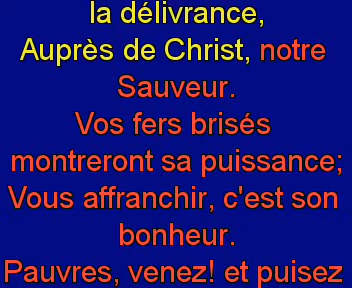 la délivrance,
Auprès de Christ, notre
Sauveur.
Vos fers brisés
montreront sa puissance;
Vous affranchir, c'est son
bonheur.
Pauvres, venez! et puisez